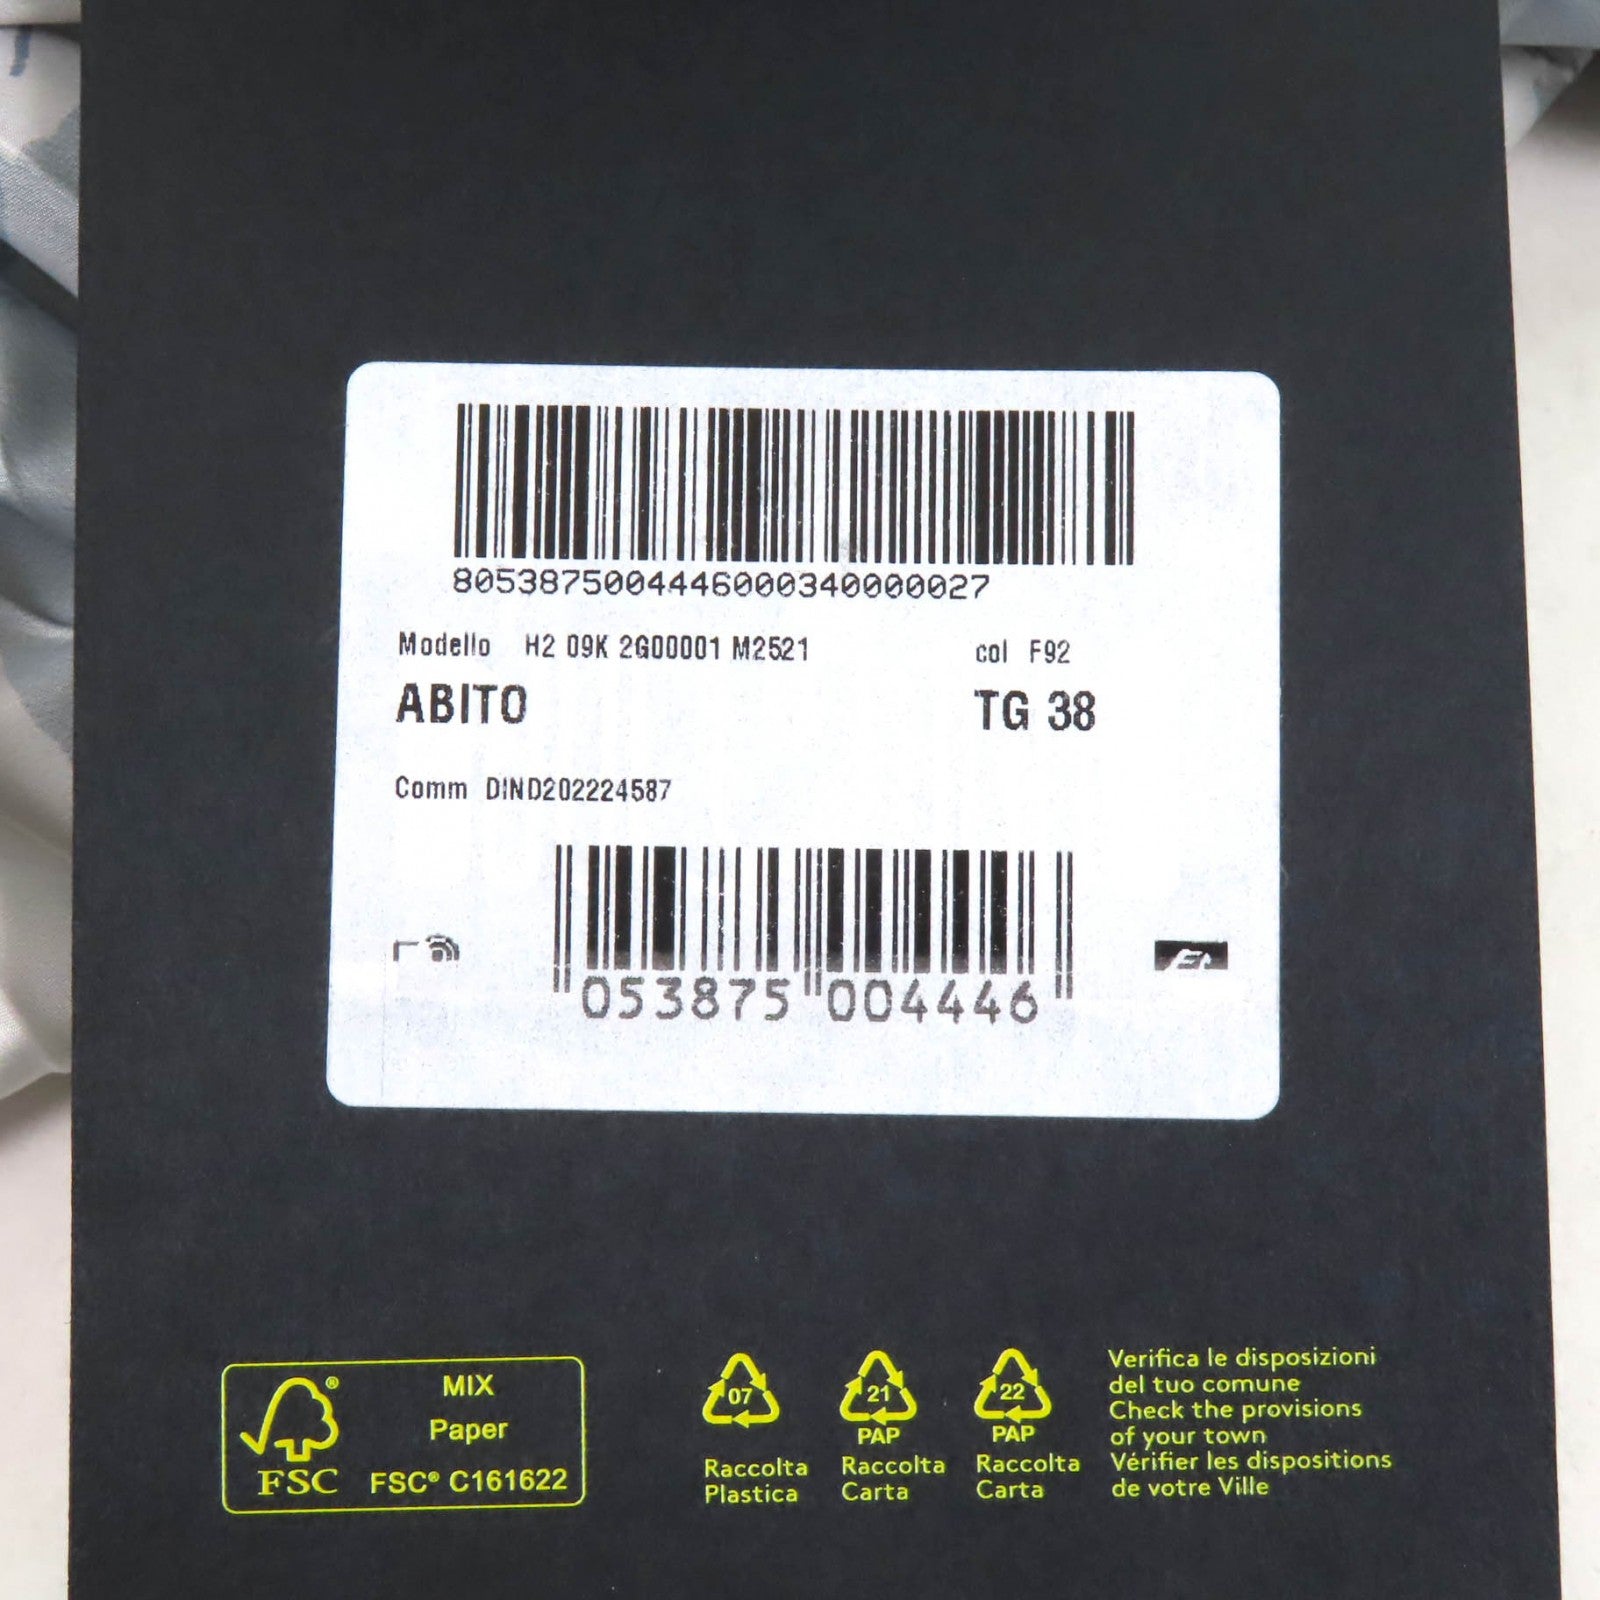 805387500444600034000002​7
Modello H2 09K 2G00001 M2521 col F92
ABITO TG 38
Comm DIND202224587
053875 004446
MIX
Paper
FSC® C161622
FSC
®
07
Raccolta
Plastica
21
PAP
Raccolta
Carta
22
PAP
Raccolta
Carta
Verifica le disposizioni
del tuo comune
Check the provisions
of your town
Vérifier les dispositions
de votre Ville